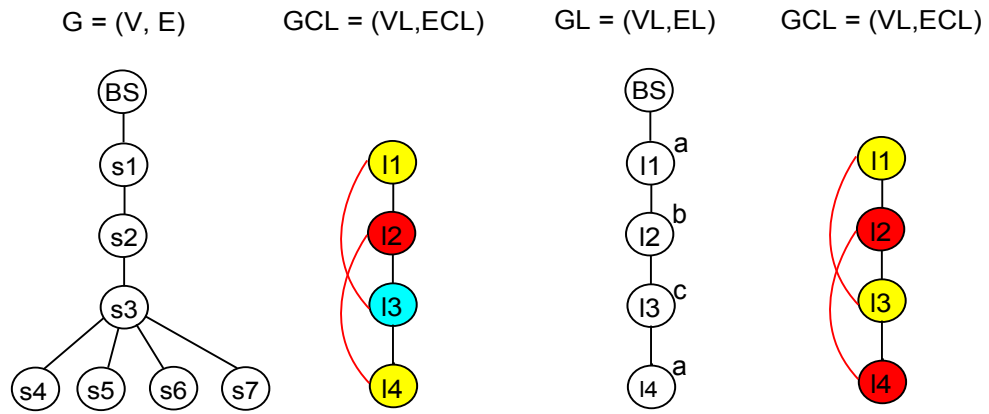 G = (V, E)
GCL = (VL,ECL)
GL = (VL,EL)
GCL = (VL,ECL)
BS
s1
s2
s3
s4 s5 s6 s7
l1
l2
l3
l4
BS
l1 a
l2 b
l3 c
l4 a
l1
l2
l3
l4